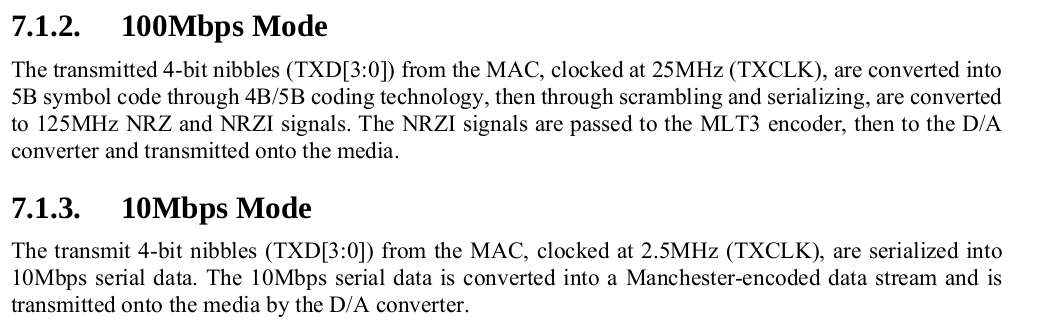 7.1.2. 100Mbps Mode
The transmitted 4-bit nibbles (TXD[3:0]) from the MAC, clocked at 25MHz (TXCLK), are converted into
5B symbol code through 4B/5B coding technology, then through scrambling and serializing, are converted
to 125MHz NRZ and NRZI signals. The NRZI signals are passed to the MLT3 encoder, then to the D/A
converter and transmitted onto the media.
7.1.3. 10Mbps Mode
The transmit 4-bit nibbles (TXD[3:0]) from the MAC, clocked at 2.5MHz (TXCLK), are serialized into
10Mbps serial data. The 10Mbps serial data is converted into a Manchester-encoded data stream and is
transmitted onto the media by the D/A converter.